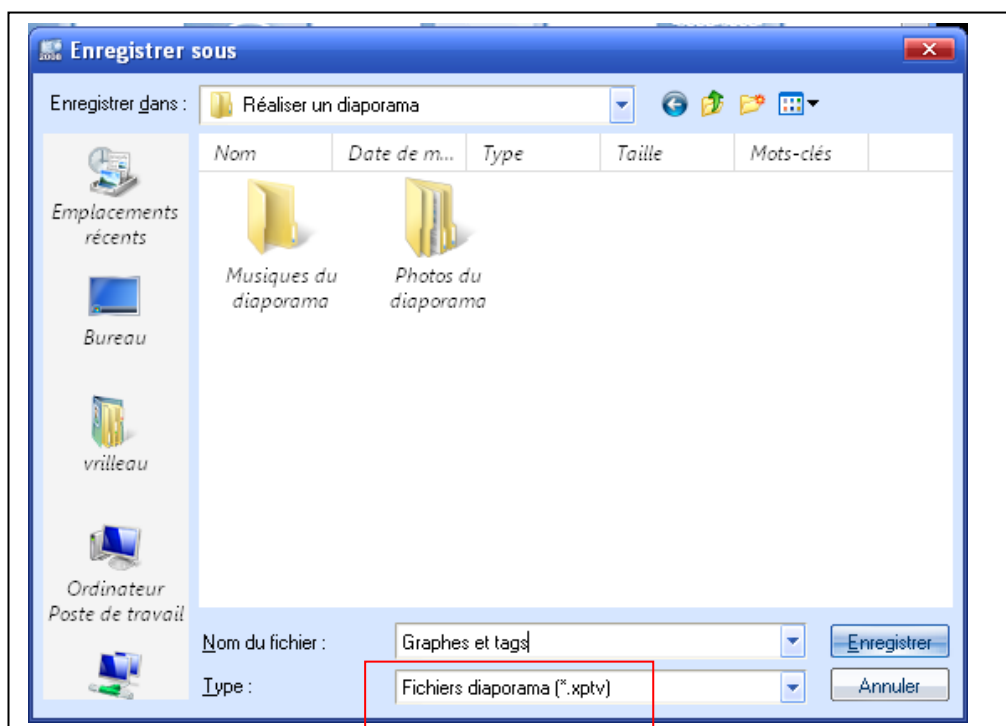 Enregistrer sous
Enregistrer dans :
Réaliser un diaporama
Nom
Date de m...
Type
Taille
Mots-clés
Emplacements
récents
Musiques du
diaporama
Photos du
diaporama
Bureau
vrilleau
Ordinateur
Poste de travail
Nom du fichier :
Graphes et tags
Enregistrer
Type :
Fichiers diaporama (*.xptv)
Annuler